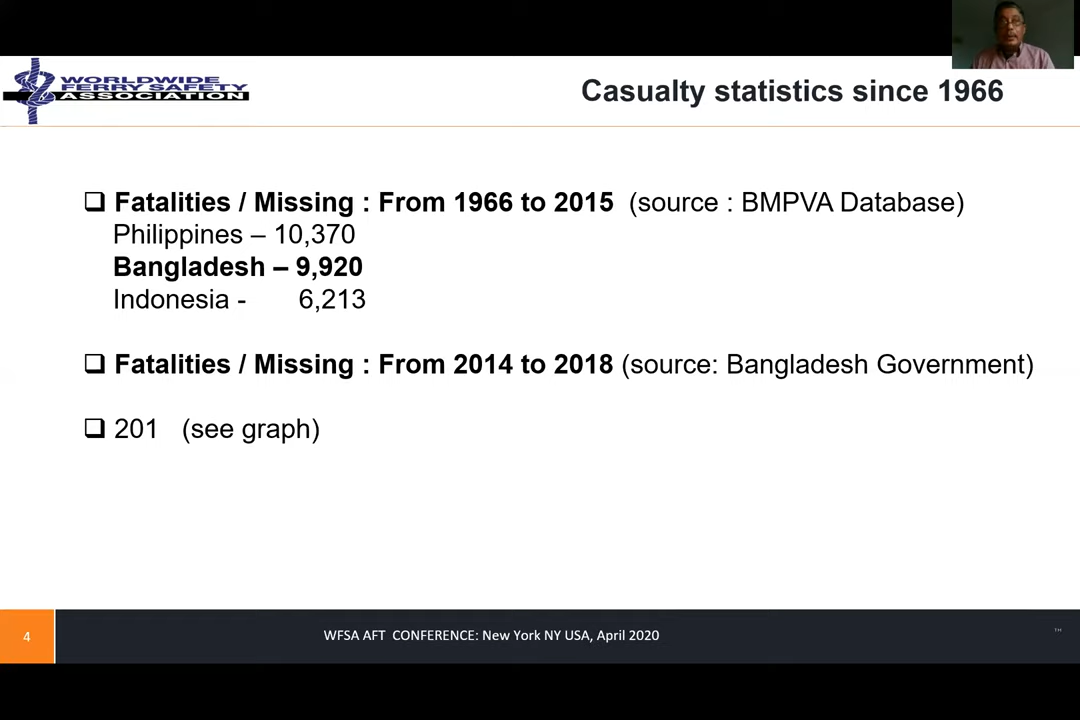 WORLDWIDE
FERRY SAFETY
ASSOCIATION
Casualty statistics since 1966
Fatalities / Missing : From 1966 to 2015 (source : BMPVA Database)
Philippines – 10,370
Bangladesh – 9,920
Indonesia - 6,213
Fatalities / Missing : From 2014 to 2018 (source: Bangladesh Government)
201 (see graph)
4
WFSA AFT CONFERENCE: New York NY USA, April 2020
™